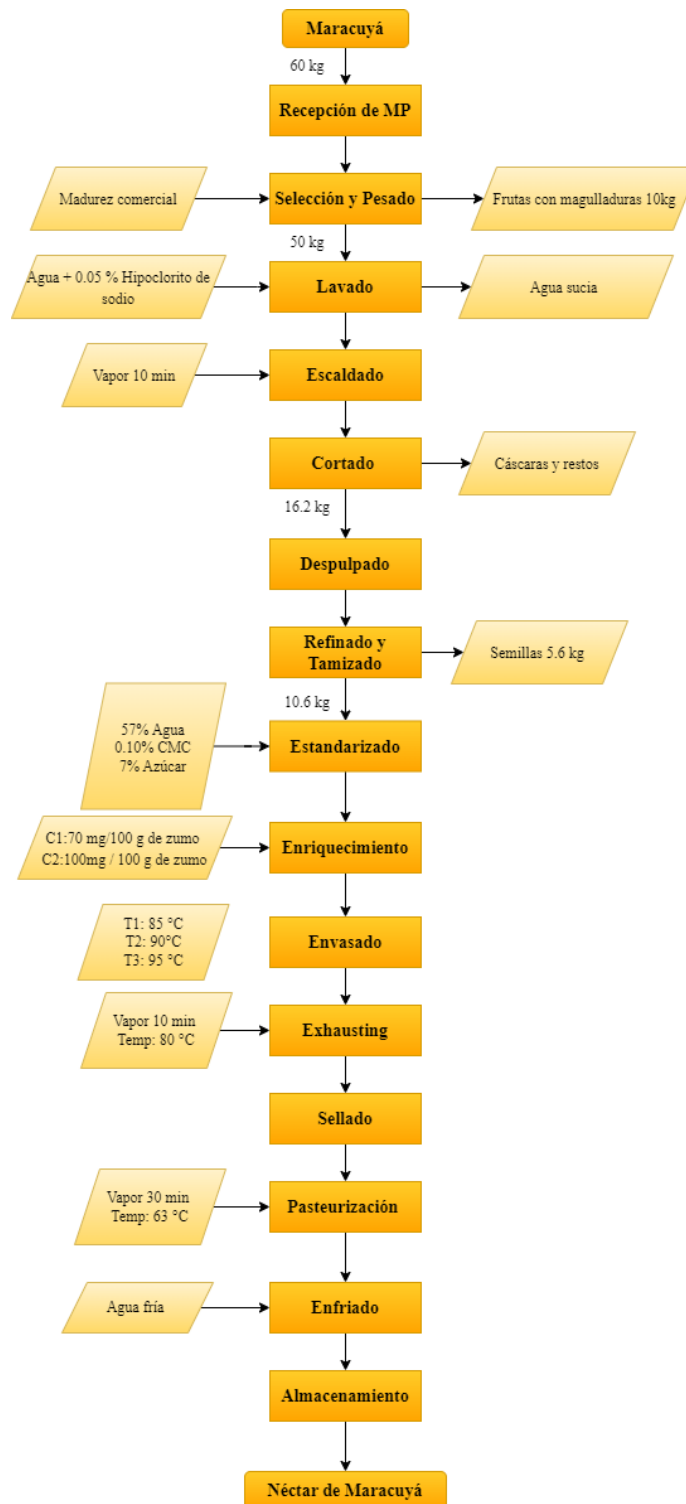 Maracuyá
60 kg
Recepción de MP
Madurez comercial
Selección y Pesado
Frutas con magulladuras 10kg
50 kg
Agua + 0.05 % Hipoclorito de
sodio
Lavado
Agua sucia
Vapor 10 min
Escaldado
Cortado
Cáscaras y restos
16.2 kg
Despulpado
Refinado y
Tamizado
Semillas 5.6 kg
10.6 kg
57% Agua
0.10% CMC
7% Azúcar
Estandarizado
C1:70 mg/100 g de zumo
C2:100mg / 100 g de zumo
Enriquecimiento
T1: 85 °C
T2: 90°C
T3: 95 °C
Envasado
Vapor 10 min
Temp: 80 °C
Exhausting
Sellado
Vapor 30 min
Temp: 63 °C
Pasteurización
Agua fría
Enfriado
Almacenamiento
Néctar de Maracuyá